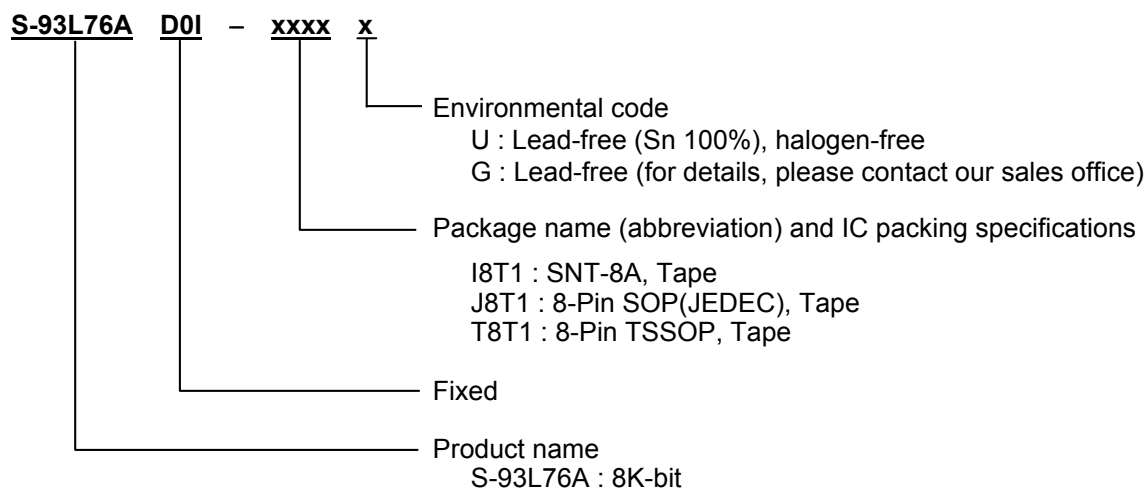 S-93L76A D0I – xxxx x
Environmental code
U : Lead-free (Sn 100%), halogen-free
G : Lead-free (for details, please contact our sales office)
Package name (abbreviation) and IC packing specifications
I8T1 : SNT-8A, Tape
J8T1 : 8-Pin SOP(JEDEC), Tape
T8T1 : 8-Pin TSSOP, Tape
Fixed
Product name
S-93L76A : 8K-bit